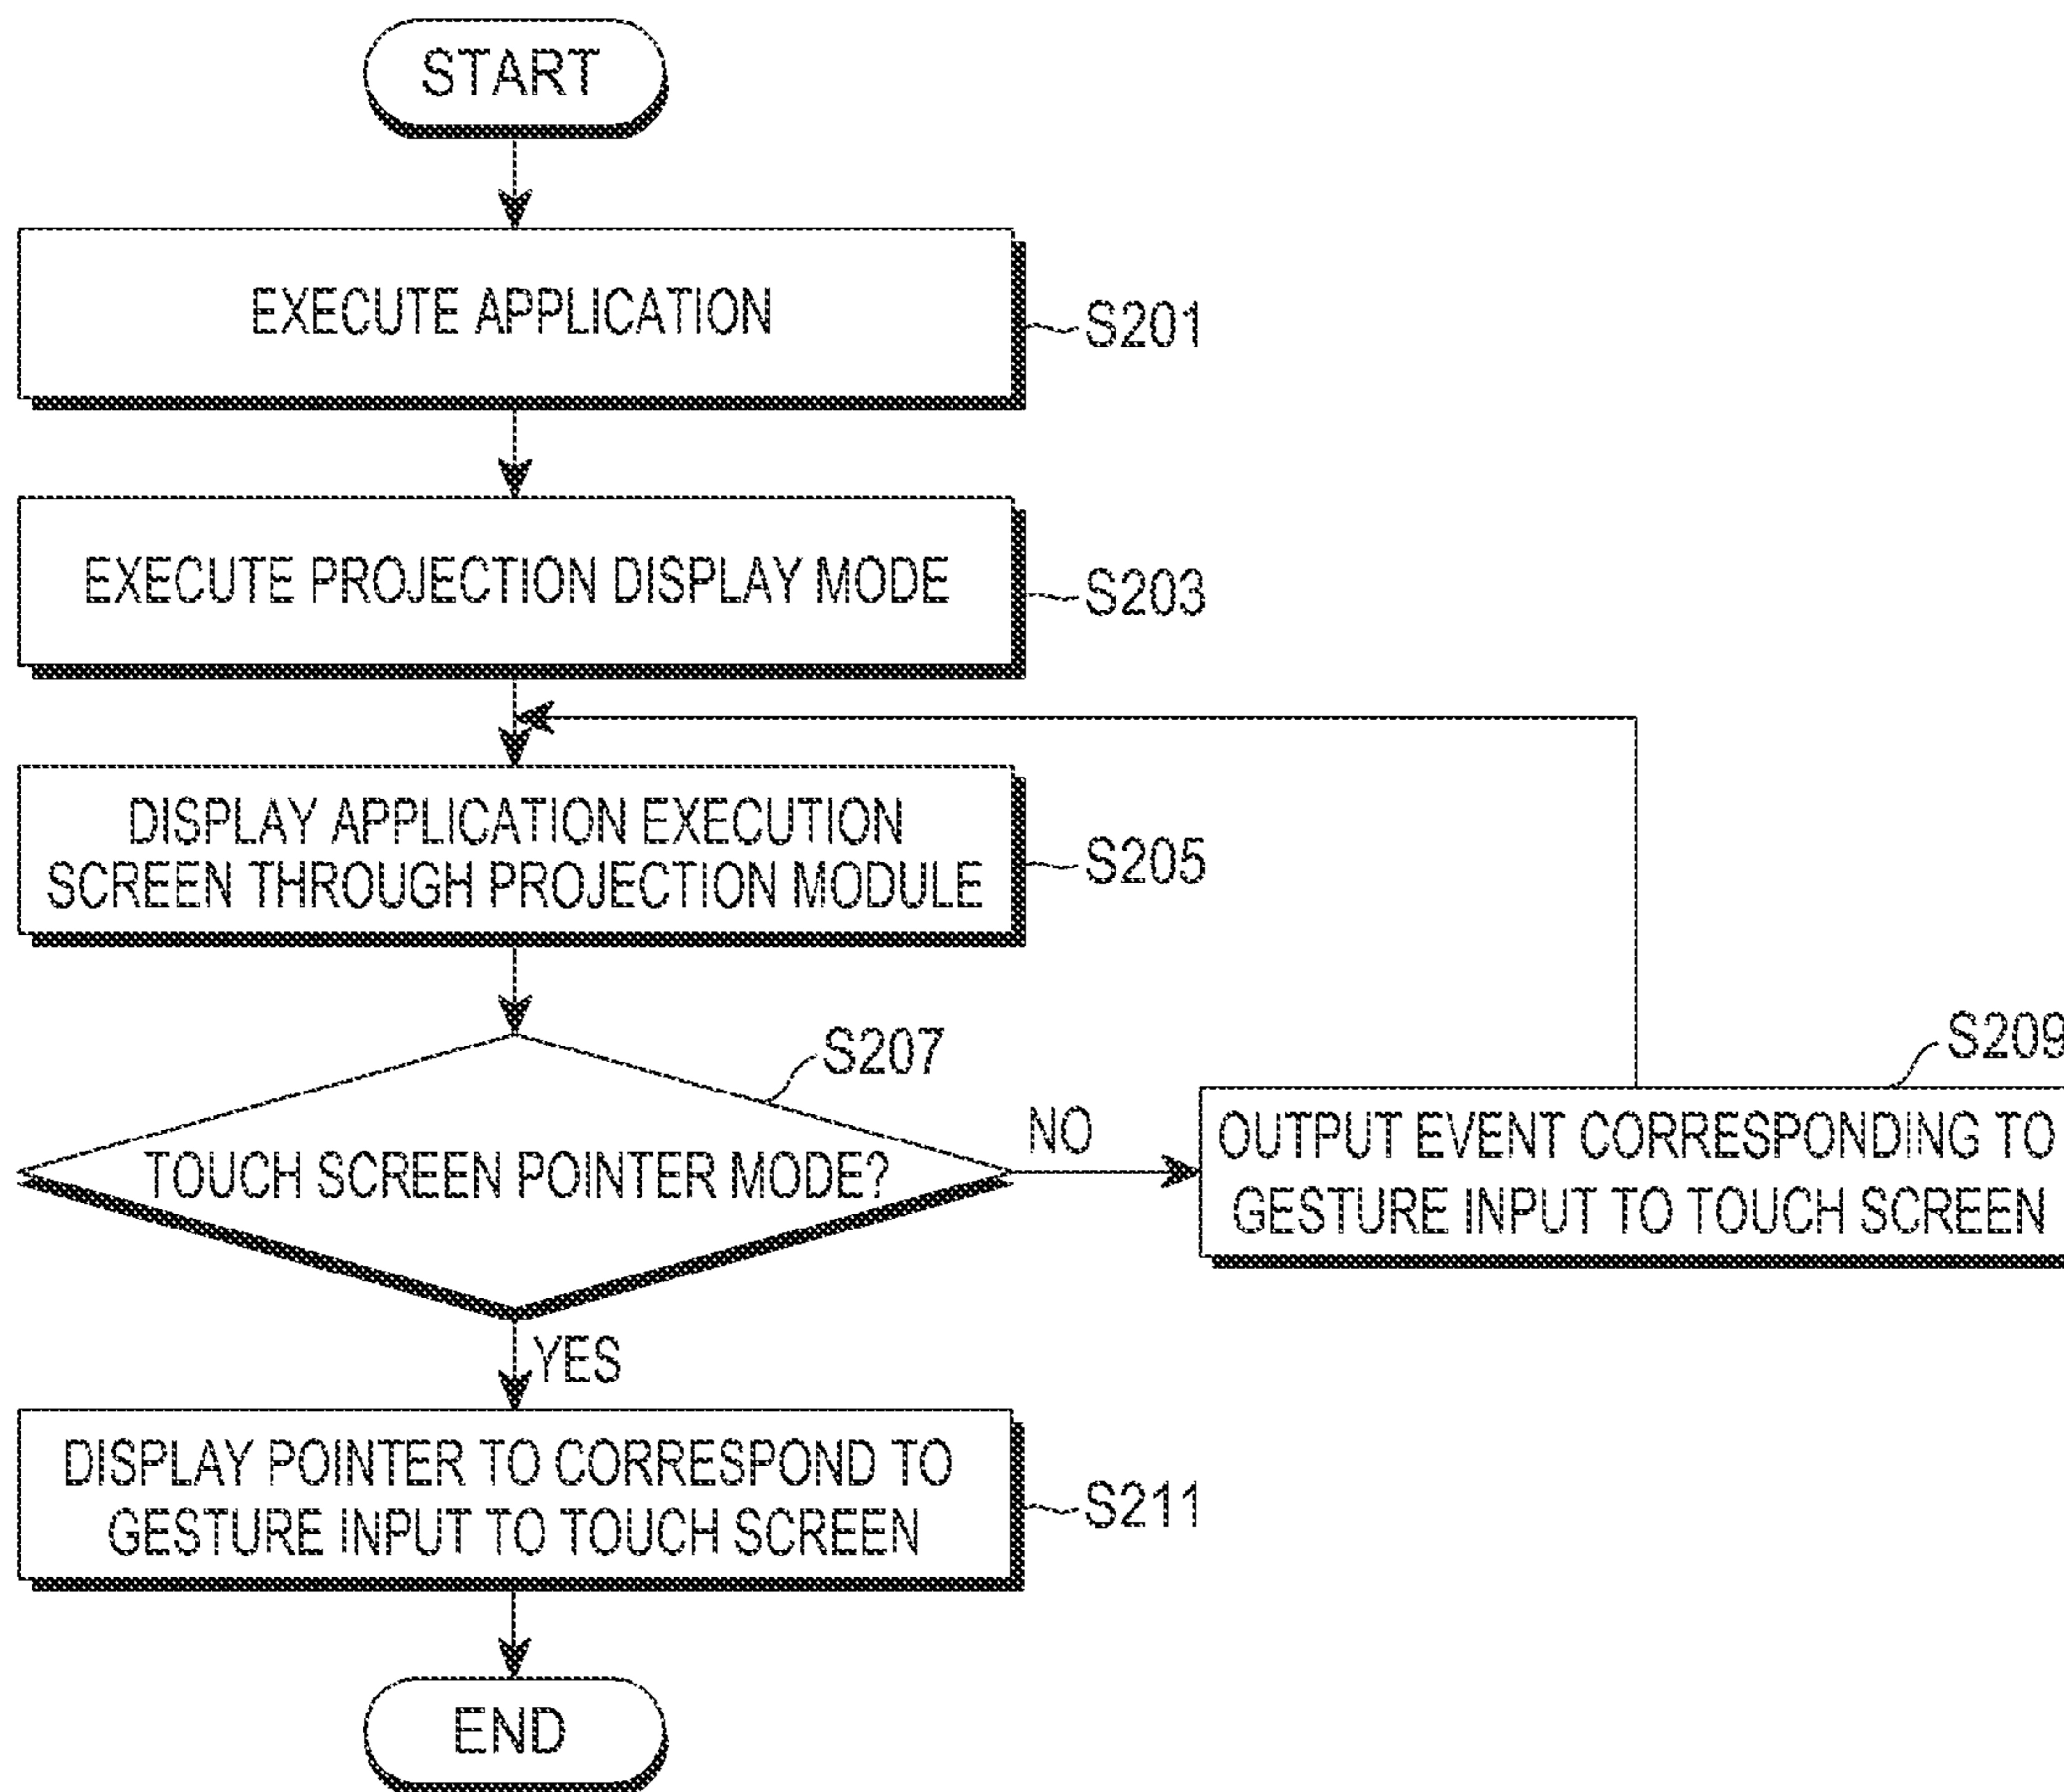 START
EXECUTE APPLICATION
S201
EXECUTE PROJECTION DISPLAY MODE
S203
DISPLAY APPLICATION EXECUTION
SCREEN THROUGH PROJECTION MODULE
S205
S207
TOUCH SCREEN POINTER MODE?
NO
S209
OUTPUT EVENT CORRESPONDING TO
GESTURE INPUT TO TOUCH SCREEN
YES
DISPLAY POINTER TO CORRESPOND TO
GESTURE INPUT TO TOUCH SCREEN
S211
END